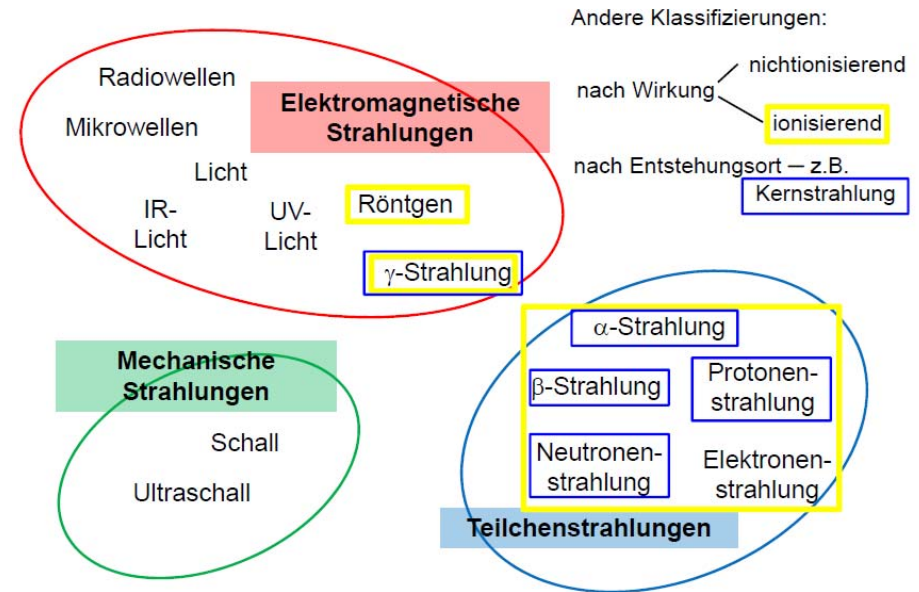 Andere Klassifizierungen:
nach Wirkung
nichtionisierend
ionisierend
nach Entstehungsort – z.B.
Kernstrahlung
Elektromagnetische
Strahlungen
Radiowellen
Mikrowellen
Licht
IR-
Licht
UV-
Licht
Röntgen
γ-Strahlung
Mechanische
Strahlungen
Schall
Ultraschall
α-Strahlung
β-Strahlung
Protonen-
strahlung
Neutronen-
strahlung
Elektronen-
strahlung
Teilchenstrahlungen